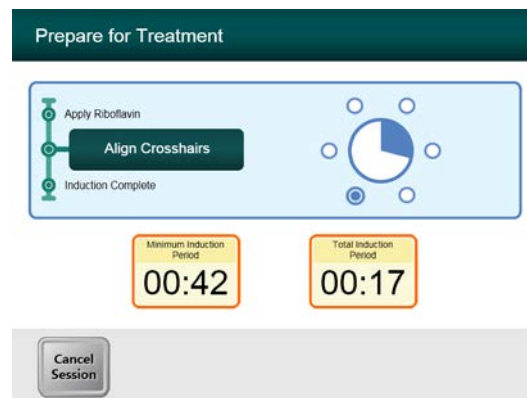 Prepare for Treatment
Apply Riboflavin
Align Crosshairs
Induction Complete
Minimum Induction
Period
00:42
Total Induction
Period
00:17
Cancel
Session